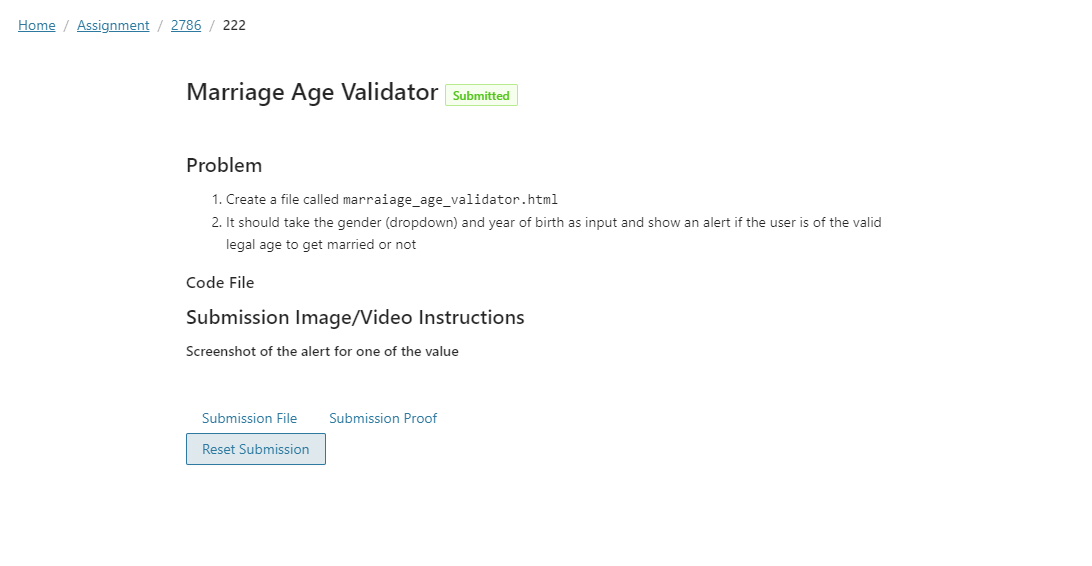 Home / Assignment / 2786 / 222
Marriage Age Validator Submitted
Problem
1. Create a file called marraiage_age_validator.html
2. It should take the gender (dropdown) and year of birth as input and show an alert if the user is of the valid
legal age to get married or not
Code File
Submission Image/Video Instructions
Screenshot of the alert for one of the value
Submission File Submission Proof
Reset Submission